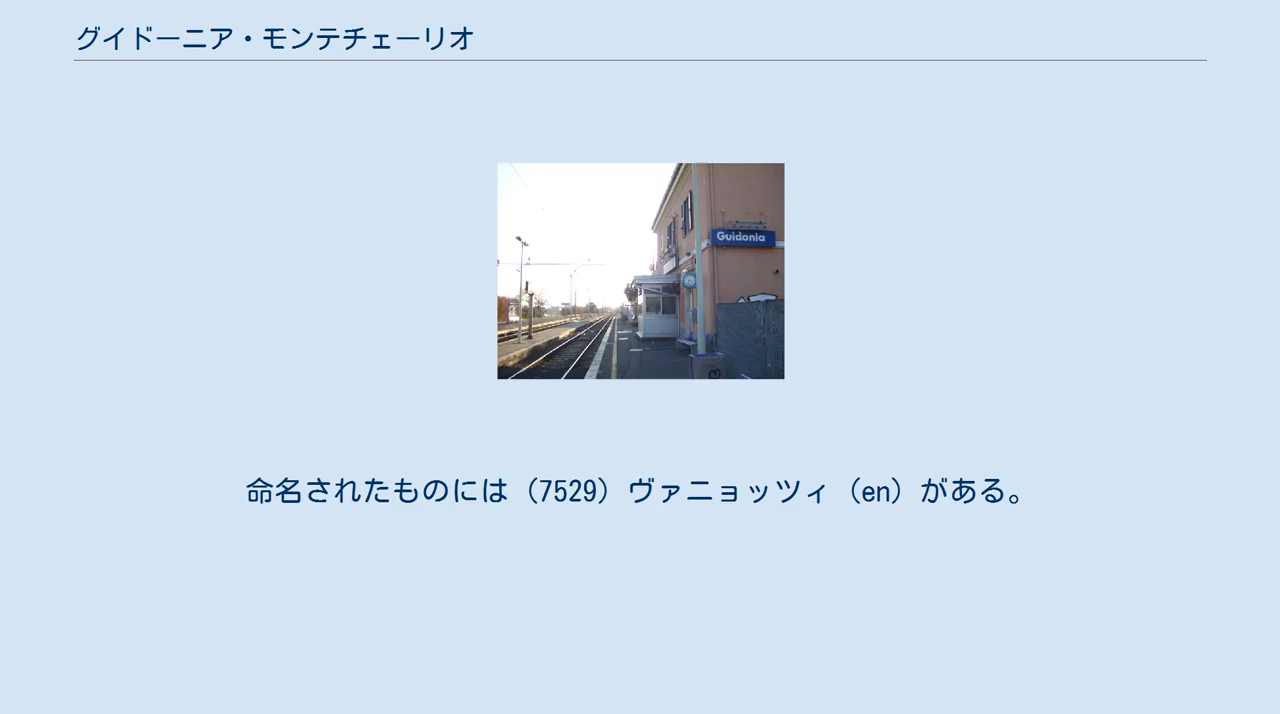 グイドーニア・モンテチェーリオ
Guidonia
命名されたものには（7529）ヴァニョッツィ（en）がある。